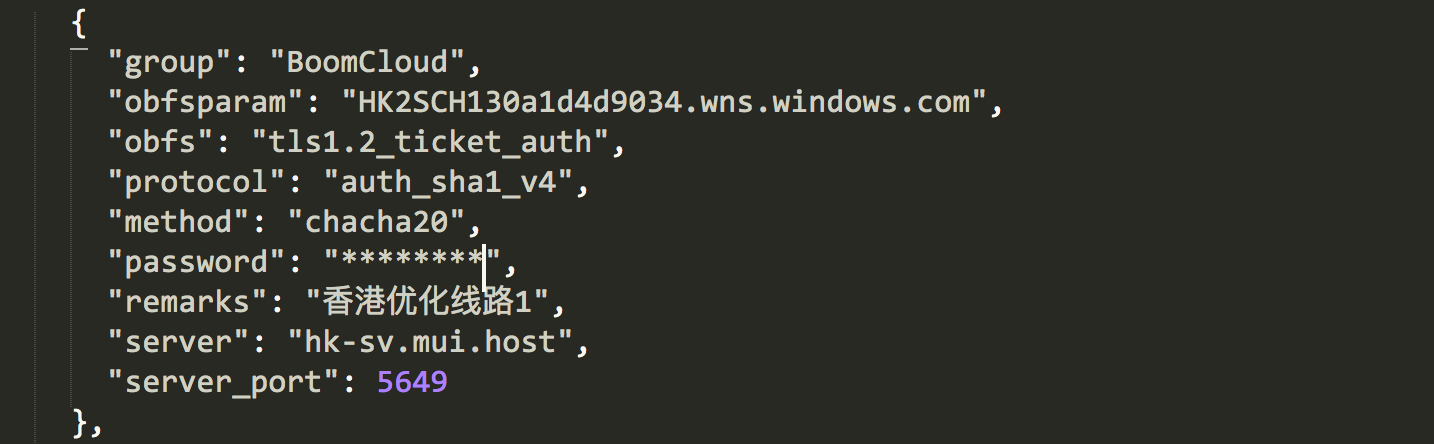 {
"group": "BoomCloud",
"obfsparam": "HK2SCH130a1d4d9034.wns.windows.com",
"obfs": "tls1.2_ticket_auth",
"protocol": "auth_sha1_v4",
"method": "chacha20",
"password": "********",
"remarks": "香港优化线路1",
"server": "hk-sv.mui.host",
"server_port": 5649
},